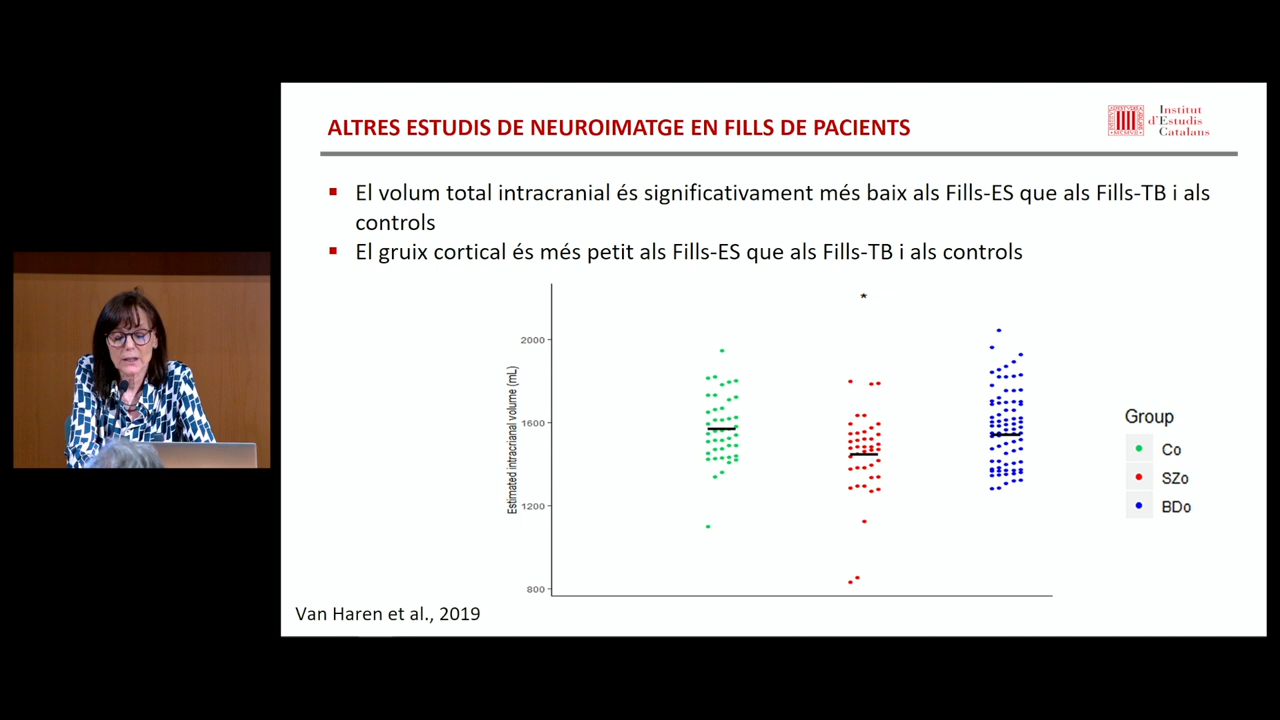 ALTRES ESTUDIS DE NEUROIMATGE EN FILLS DE PACIENTS
Institut
d'Estudis
Catalans
El volum total intracranial és significativament més baix als Fills-ES que als Fills-TB i als
controls
El gruix cortical és més petit als Fills-ES que als Fills-TB i als controls
*
Estimated intracrianal volume (mL)
2000
1600
1200
800
Group
Co
SZo
BDo
Van Haren et al., 2019